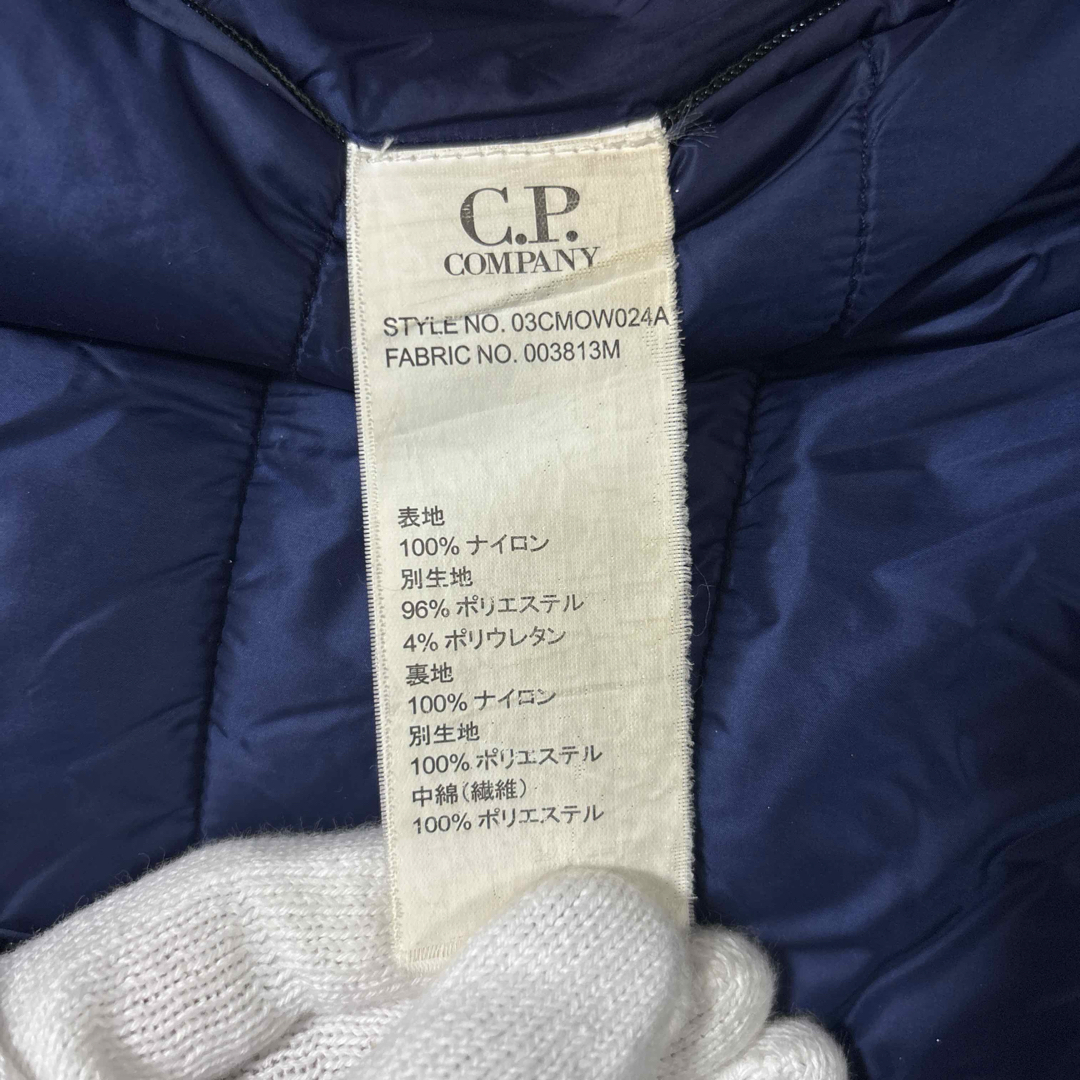 C.P.
COMPANY
STYLE NO. 03CMOW024A
FABRIC NO. 003813M
表地
100% ナイロン
別生地
96% ポリエステル
4% ポリウレタン
裏地
100% ナイロン
別生地
100% ポリエステル
中綿(繊維)
100% ポリエステル